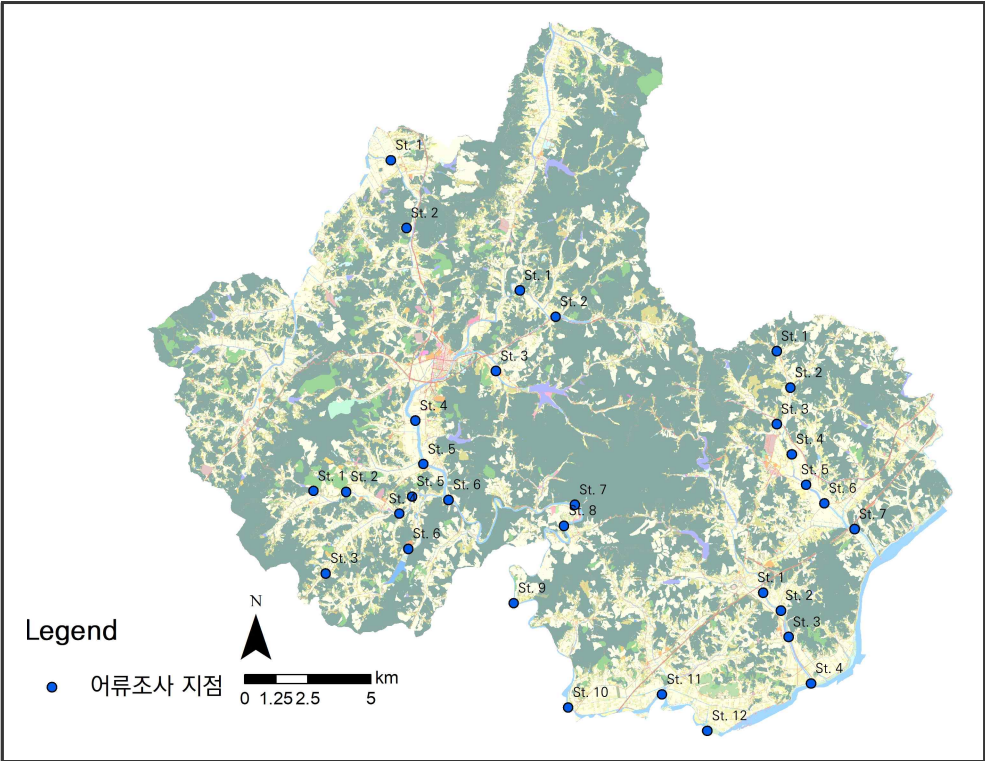 St. 1
St. 2
St. 1
St. 2
St. 3
St. 1
St. 2
St. 4
St. 3
St. 4
St. 5
St. 5
St. 1
St. 2
St. 5
St. 6
St. 6
St. 7
St. 7
St. 8
St.
St. 6
St. 3
St. 9
St. 1
St. 2
St. 3
St. 4
St. 10
St. 11
St. 12
N
Legend
어류조사 지점
km
0 1.25 2.5 5